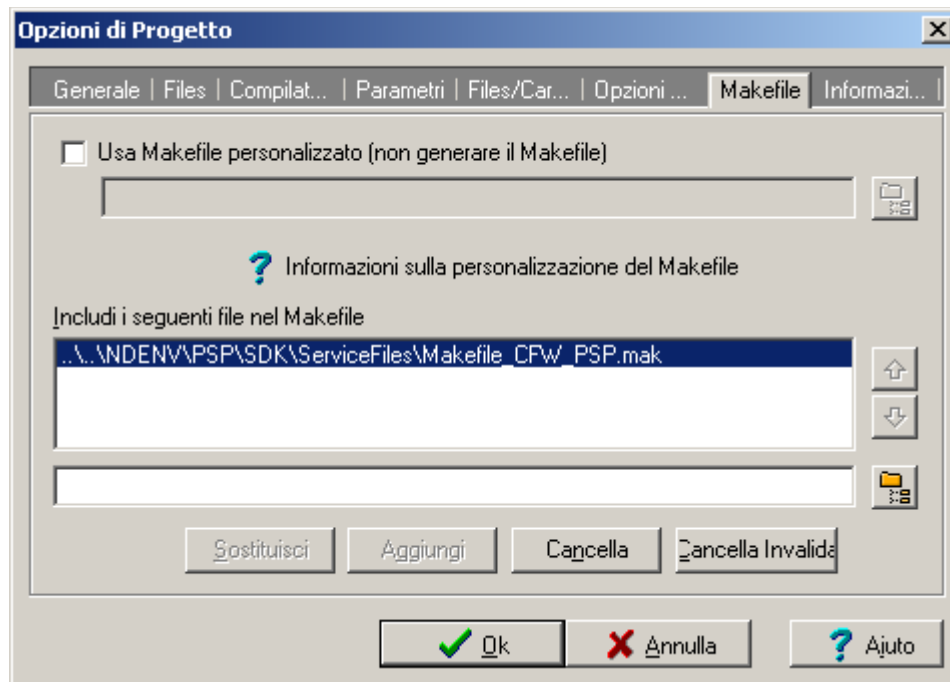 Opzioni di Progetto
Generale | Files | Compilat... | Parametri | Files/Car... | Opzioni ... Makefile Informazi... |
Usa Makefile personalizzato (non generare il Makefile)
Informazioni sulla personalizzazione del Makefile
Includi i seguenti file nel Makefile
..\..\NDENV\PSP\SDK\ServiceFiles\Makefile_CFW_PSP.mak
Sostituisci Aggiungi Cancella Cancella Invalida
Ok Annulla Aiuto